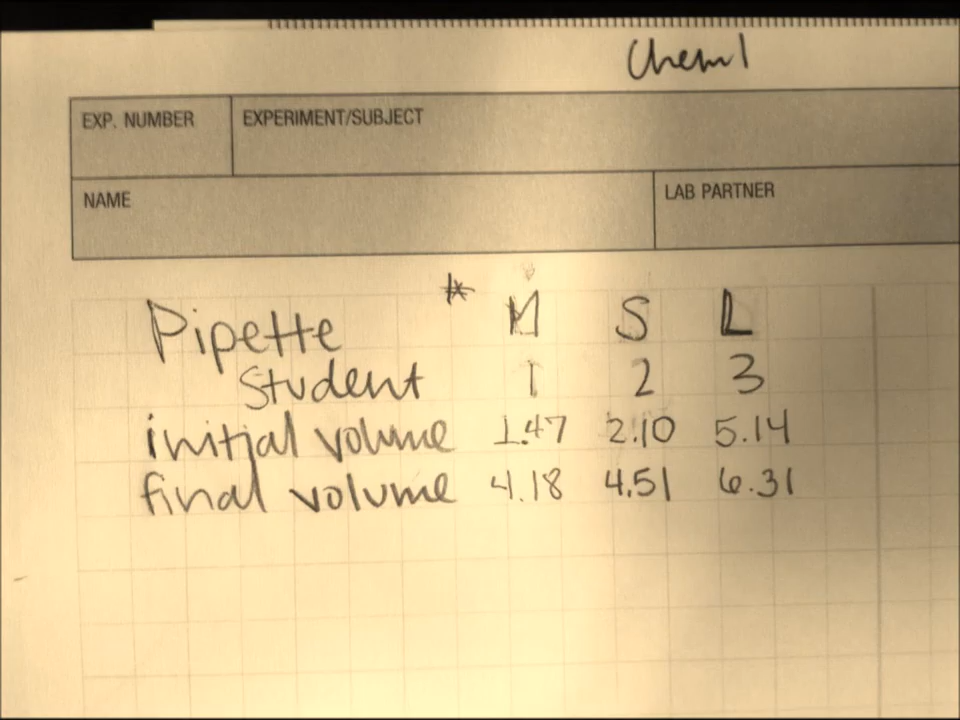 Chem 1
EXP. NUMBER
EXPERIMENT/SUBJECT
NAME
LAB PARTNER
Pipette * M S L
Student 1 2 3
initial volume 1.47 2.10 5.14
final volume 4.18 4.51 6.31